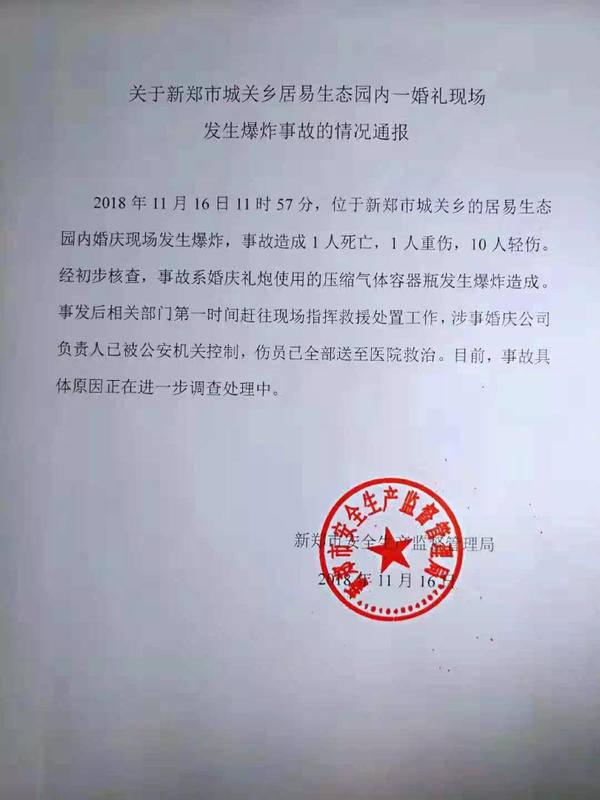 关于新郑市城关乡居易生态园内一婚礼现场
发生爆炸事故的情况通报
2018 年 11 月 16 日 11 时 57 分，位于新郑市城关乡的居易生态
园内婚庆现场发生爆炸，事故造成 1 人死亡，1 人重伤，10 人轻伤。
经初步核查，事故系婚庆礼炮使用的压缩气体容器瓶发生爆炸造成。
事发后相关部门第一时间赶往现场指挥救援处置工作，涉事婚庆公司
负责人已被公安机关控制，伤员已全部送至医院救治。目前，事故具
体原因正在进一步调查处理中。
新郑市安全生产监督管理局
2018 年 11 月 16 日
新郑市安全生产监督管理局